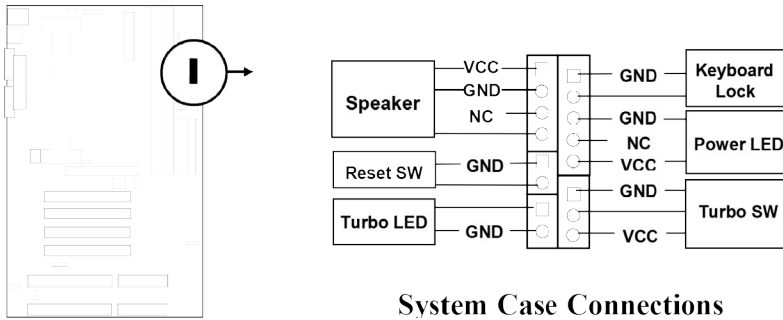 Speaker
VCC
GND
NC
Reset SW
GND
Turbo LED
GND
GND
Keyboard
Lock
GND
NC
VCC
Power LED
GND
VCC
Turbo SW
System Case Connections